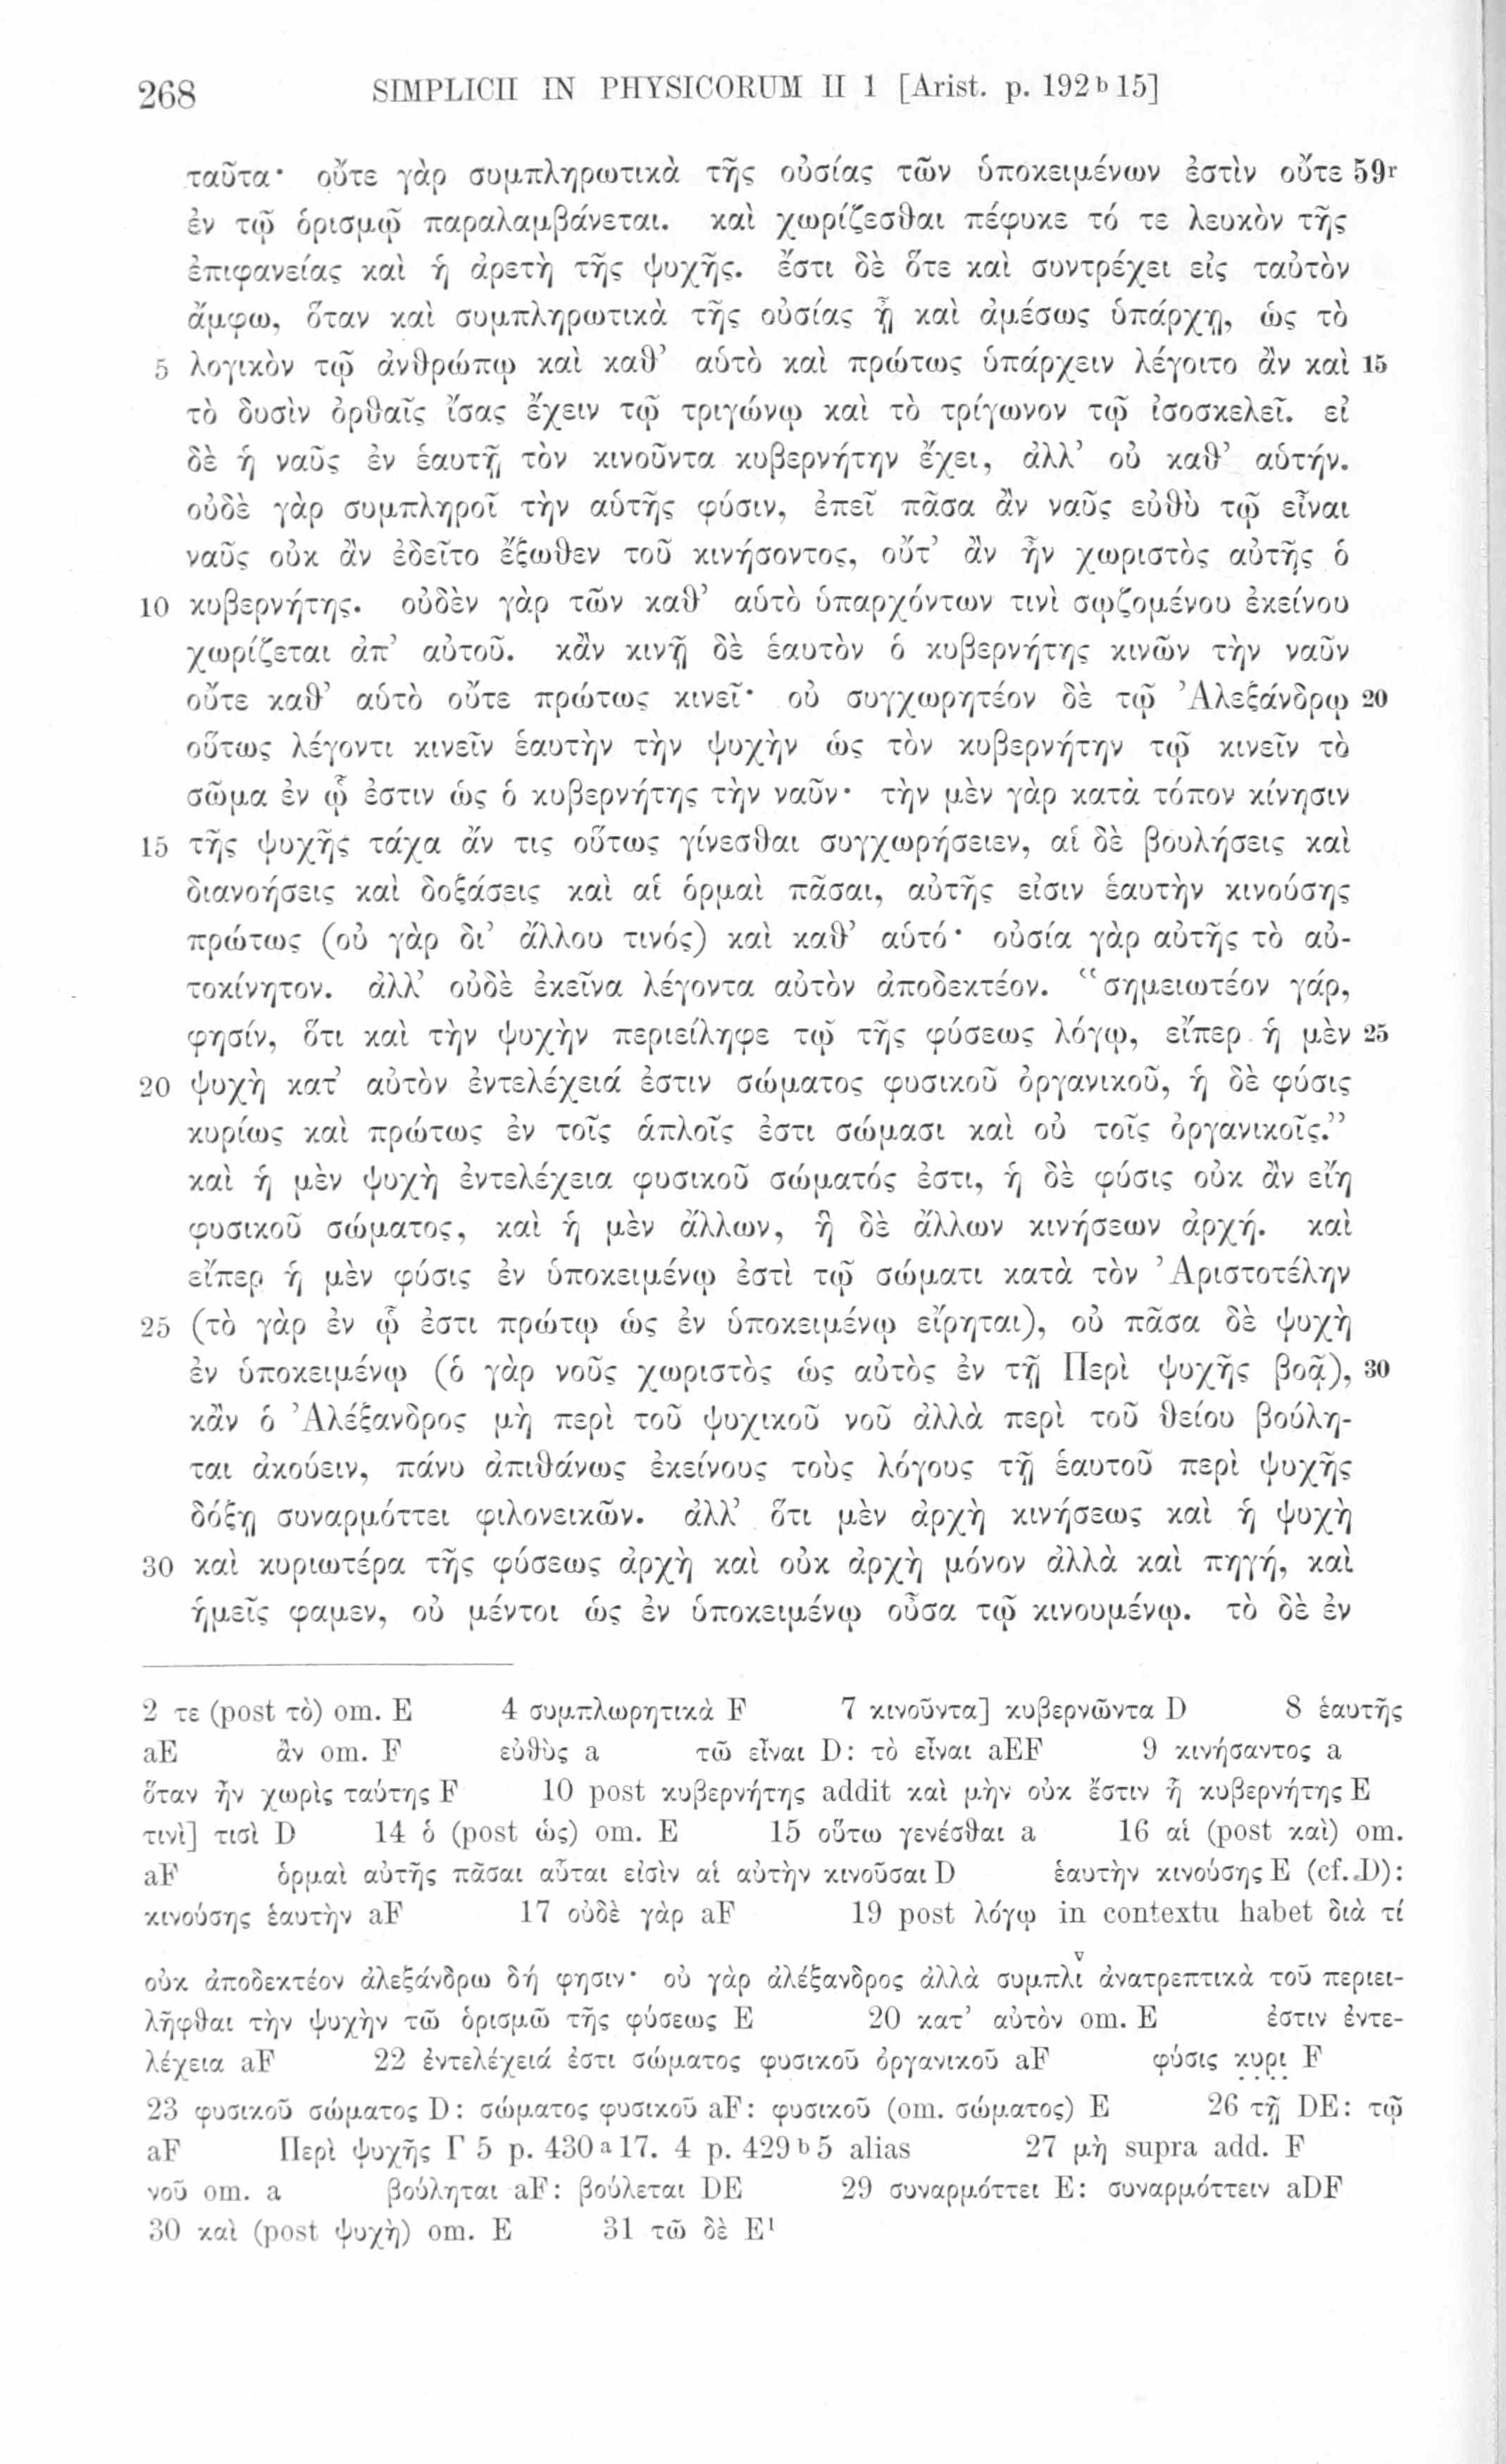 268 SIMPLICII IN PHYSICORUM II 1 [Arist. p. 192b15]
ταῦτα· οὔτε γὰρ συμπληρωτικὰ τῆς οὐσίας τῶν ὑποκειμένων ἐστὶν οὔτε 59r
ἐν τῷ ὁρισμῷ παραλαμβάνεται. καὶ χωρίζεσθαι πέφυκε τό τε λευκὸν τῆς
ἐπιφανείας καὶ ἡ ἀρετὴ τῆς ψυχῆς. ἔστι δὲ ὅτε καὶ συντρέχει εἰς ταὐτὸν
ἄμφω, ὅταν καὶ συμπληρωτικὰ τῆς οὐσίας ᾖ καὶ ἀμέσως ὑπάρχῃ, ὡς τὸ
5 λογικὸν τῷ ἀνθρώπῳ καὶ καθ’ αὑτὸ καὶ πρώτως ὑπάρχειν λέγοιτο ἂν καὶ 15
τὸ δυσὶν ὀρθαῖς ἴσας ἔχειν τῷ τριγώνῳ καὶ τὸ τρίγωνον τῷ ἰσοσκελεῖ. εἰ
δὲ ἡ ναῦς ἐν ἑαυτῇ τὸν κινοῦντα κυβερνήτην ἔχει, ἀλλ’ οὐ καθ’ αὑτήν.
οὐδὲ γὰρ συμπληροῖ τὴν αὑτῆς φύσιν, ἐπεῖ πᾶσα ἂν ναῦς εὐθὺ τῷ εἶναι
ναῦς οὐκ ἂν ἐδεῖτο ἔξωθεν τοῦ κινήσοντος, οὔτ’ ἂν ἦν χωριστὸς αὐτῆς ὁ
10 κυβερνήτης. οὐδὲν γὰρ τῶν καθ’ αὑτὸ ὑπαρχόντων τινὶ σῳζομένου ἐκείνου
χωρίζεται ἀπ’ αὐτοῦ. κἂν κινῇ δὲ ἑαυτὸν ὁ κυβερνήτης κινῶν τὴν ναῦν
οὔτε καθ’ αὑτὸ οὔτε πρώτως κινεῖ· οὐ συγχωρητέον δὲ τῷ Ἀλεξάνδρῳ 20
οὕτως λέγοντι κινεῖν ἑαυτὴν τὴν ψυχὴν ὡς τὸν κυβερνήτην τῷ κινεῖν τὸ
σῶμα ἐν ᾧ ἐστιν ὡς ὁ κυβερνήτης τὴν ναῦν· τὴν μὲν γὰρ κατὰ τόπον κίνησιν
15 τῆς ψυχῆς τάχα ἄν τις οὕτως γίνεσθαι συγχωρήσειεν, αἱ δὲ βουλήσεις καὶ
διανοήσεις καὶ δοξάσεις καὶ αἱ ὁρμαὶ πᾶσαι, αὐτῆς εἰσιν ἑαυτὴν κινούσης
πρώτως (οὐ γὰρ δι’ ἄλλου τινός) καὶ καθ’ αὑτό· οὐσία γὰρ αὐτῆς τὸ αὐ-
τοκίνητον. ἀλλ’ οὐδὲ ἐκεῖνα λέγοντα αὐτὸν ἀποδεκτέον. “σημειωτέον γάρ,
φησίν, ὅτι καὶ τὴν ψυχὴν περιείληφε τῷ τῆς φύσεως λόγῳ, εἴπερ ἡ μὲν 25
20 ψυχὴ κατ’ αὐτὸν ἐντελέχειά ἐστιν σώματος φυσικοῦ ὀργανικοῦ, ἡ δὲ φύσις
κυρίως καὶ πρώτως ἐν τοῖς ἁπλοῖς ἐστι σώμασι καὶ οὐ τοῖς ὀργανικοῖς.”
καὶ ἡ μὲν ψυχὴ ἐντελέχεια φυσικοῦ σώματός ἐστι, ἡ δὲ φύσις οὐκ ἂν εἴη
φυσικοῦ σώματος, καὶ ἡ μὲν ἄλλων, ἢ δὲ ἄλλων κινήσεων ἀρχή. καὶ
εἴπερ ἡ μὲν φύσις ἐν ὑποκειμένῳ ἐστὶ τῷ σώματι κατὰ τὸν Ἀριστοτέλην
25 (τὸ γὰρ ἐν ᾧ ἐστι πρώτῳ ὡς ἐν ὑποκειμένῳ εἴρηται), οὐ πᾶσα δὲ ψυχὴ
ἐν ὑποκειμένῳ (ὁ γὰρ νοῦς χωριστὸς ὡς αὐτὸς ἐν τῇ Περὶ ψυχῆς βοᾷ), 30
κἂν ὁ Ἀλέξανδρος μὴ περὶ τοῦ ψυχικοῦ νοῦ ἀλλὰ περὶ τοῦ θείου βούλη-
ται ἀκούειν, πάνυ ἀπιθάνως ἐκείνους τοὺς λόγους τῇ ἑαυτοῦ περὶ ψυχῆς
δόξῃ συναρμόττει φιλονεικῶν. ἀλλ’ ὅτι μὲν ἀρχὴ κινήσεως καὶ ἡ ψυχὴ
30 καὶ κυριωτέρα τῆς φύσεως ἀρχὴ καὶ οὐκ ἀρχὴ μόνον ἀλλὰ καὶ πηγή, καὶ
ἡμεῖς φαμεν, οὐ μέντοι ὡς ἐν ὑποκειμένῳ οὖσα τῷ κινουμένῳ. τὸ δὲ ἐν
2 τε (post τὸ) om. E 4 συμπλωρητικὰ F 7 κινοῦντα] κυβερνῶντα D 8 ἑαυτῆς
aE ἂν om. F εὐθὺς a τῶ εἶναι D: τὸ εἶναι aEF 9 κινήσαντος a
ὅταν ἦν χωρὶς ταύτης F 10 post κυβερνήτης addit καὶ μὴν οὐκ ἔστιν ἢ κυβερνήτης E
τινὶ] τισὶ D 14 ὁ (post ὡς) om. E 15 οὕτω γενέσθαι a 16 αἱ (post καὶ) om.
aF ὁρμαὶ αὐτῆς πᾶσαι αὗται εἰσὶν αἱ αὐτὴν κινοῦσαι D ἑαυτὴν κινούσης E (cf. D):
κινούσης ἑαυτὴν aF 17 οὐδὲ γὰρ aF 19 post λόγῳ in contextu habet διὰ τί
οὐκ ἀποδεκτέον ἀλεξάνδρω δή φησιν· οὐ γὰρ ἀλέξανδρος ἀλλὰ συμπλι̇ν ἀνατρεπτικὰ τοῦ περιει-
λῆφθαι τὴν ψυχὴν τῶ ὁρισμῶ τῆς φύσεως E 20 κατ’ αὐτὸν om. E ἐστιν ἐντε-
λέχεια aF 22 ἐντελέχειά ἐστι σώματος φυσικοῦ ὀργανικοῦ aF φύσις κυρι F
23 φυσικοῦ σώματος D: σώματος φυσικοῦ aF: φυσικοῦ (om. σώματος) E 26 τῇ DE: τῷ
aF Περὶ ψυχῆς Γ 5 p. 430a17. 4 p. 429b5 alias 27 μὴ supra add. F
νοῦ om. a βούληται aF: βούλεται DE 29 συναρμόττει E: συναρμόττειν aDF
30 καὶ (post ψυχὴ) om. E 31 τῶ δὲ E1